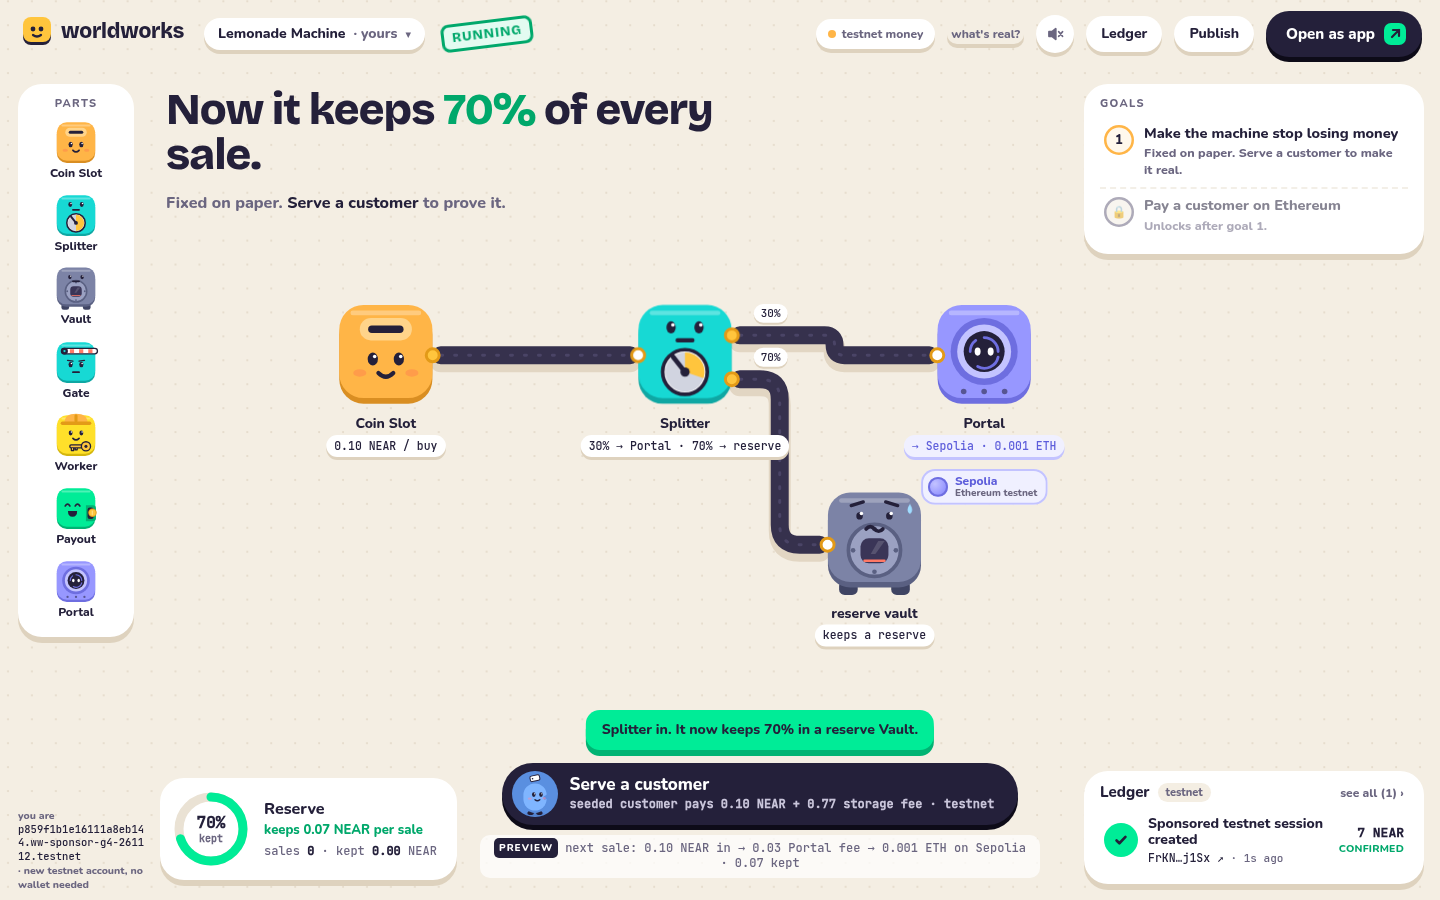 worldworks
Lemonade Machine · yours ▾
RUNNING
testnet money
what's real?
Ledger
Publish
Open as app
PARTS
Coin Slot
Splitter
Vault
Gate
Worker
Payout
Portal
Now it keeps 70% of every
sale.
Fixed on paper. Serve a customer to prove it.
GOALS
1
Make the machine stop losing money
Fixed on paper. Serve a customer to make
it real.
Pay a customer on Ethereum
Unlocks after goal 1.
30%
70%
Coin Slot
0.10 NEAR / buy
Splitter
30% → Portal · 70% → reserve
Portal
→ Sepolia · 0.001 ETH
Sepolia
Ethereum testnet
reserve vault
keeps a reserve
Splitter in. It now keeps 70% in a reserve Vault.
Serve a customer
seeded customer pays 0.10 NEAR + 0.77 storage fee · testnet
PREVIEW next sale: 0.10 NEAR in → 0.03 Portal fee → 0.001 ETH on Sepolia
· 0.07 kept
you are
p859f1b1e16111a8eb14
4.ww-sponsor-g4-2611
12.testnet
· new testnet account, no
wallet needed
70%
kept
Reserve
keeps 0.07 NEAR per sale
sales 0 · kept 0.00 NEAR
Ledger testnet
see all (1) ›
Sponsored testnet session
created
FrKN…j1Sx ↗ · 1s ago
7 NEAR
CONFIRMED